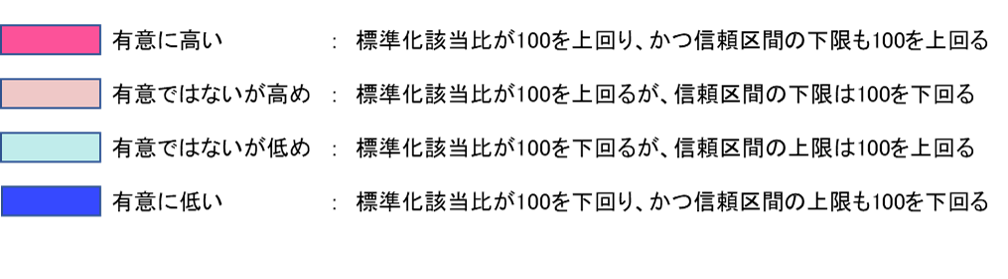 有意に高い : 標準化該当比が100を上回り、かつ信頼区間の下限も100を上回る
有意ではないが高め : 標準化該当比が100を上回るが、信頼区間の下限は100を下回る
有意ではないが低め : 標準化該当比が100を下回るが、信頼区間の上限は100を上回る
有意に低い : 標準化該当比が100を下回り、かつ信頼区間の上限も100を下回る